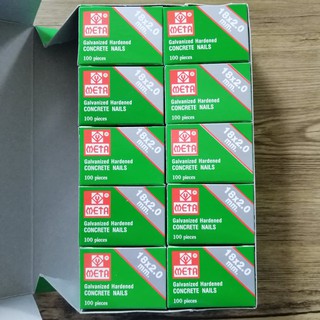 META
18x2.0
mm.
Galvanized Hardened
CONCRETE NAILS
100 pieces
META
18x2.0
mm.
Galvanized Hardened
CONCRETE NAILS
100 pieces
META
18x2.0
mm.
Galvanized Hardened
CONCRETE NAILS
100 pieces
META
18x2.0
mm.
Galvanized Hardened
CONCRETE NAILS
100 pieces
META
18x2.0
mm.
Galvanized Hardened
CONCRETE NAILS
100 pieces
META
18x2.0
mm.
Galvanized Hardened
CONCRETE NAILS
100 pieces
META
18x2.0
mm.
Galvanized Hardened
CONCRETE NAILS
100 pieces
META
18x2.0
mm.
Galvanized Hardened
CONCRETE NAILS
100 pieces
META
18x2.0
mm.
Galvanized Hardened
CONCRETE NAILS
100 pieces
META
18x2.0
mm.
Galvanized Hardened
CONCRETE NAILS
100 pieces